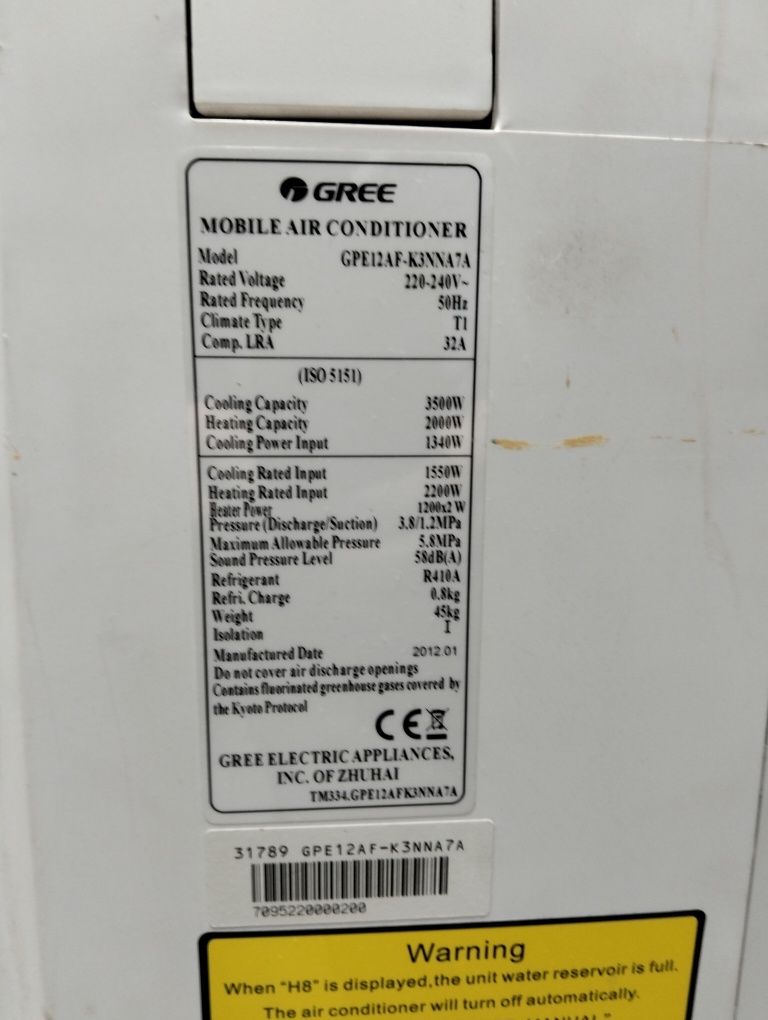 GREE
MOBILE AIR CONDITIONER
Model GPE12AF-K3NNA7A
Rated Voltage 220-240V~
Rated Frequency 50Hz
Climate Type T1
Comp. LRA 32A
(ISO 5151)
Cooling Capacity 3500W
Heating Capacity 2000W
Cooling Power Input 1340W
Cooling Rated Input 1550W
Heating Rated Input 2200W
Heater Power 1200x2 W
Pressure (Discharge/Suction) 3.8/1.2MPa
Maximum Allowable Pressure 5.8MPa
Sound Pressure Level 58dB(A)
Refrigerant R410A
Refri. Charge 0.8kg
Weight 45kg
Isolation I
Manufactured Date 2012.01
Do not cover air discharge openings
Contains fluorinated greenhouse gases covered by
the Kyoto Protocol
CE
GREE ELECTRIC APPLIANCES,
INC. OF ZHUHAI
TM334.GPE12AFK3NNA7A
31789 GPE12AF-K3NNA7A
7095220000200
Warning
When "H8" is displayed,the unit water reservoir is full.
The air conditioner will turn off automatically.
MANUAL"